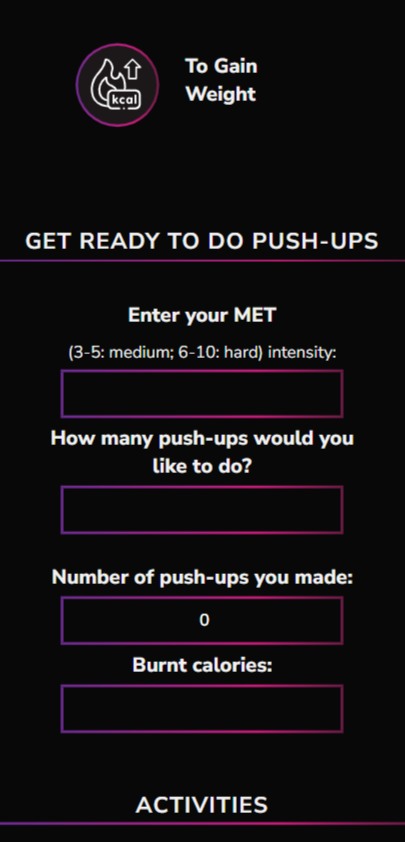 kcal
To Gain
Weight
GET READY TO DO PUSH-UPS
Enter your MET
(3-5: medium; 6-10: hard) intensity:
How many push-ups would you
like to do?
Number of push-ups you made:
0
Burnt calories:
ACTIVITIES